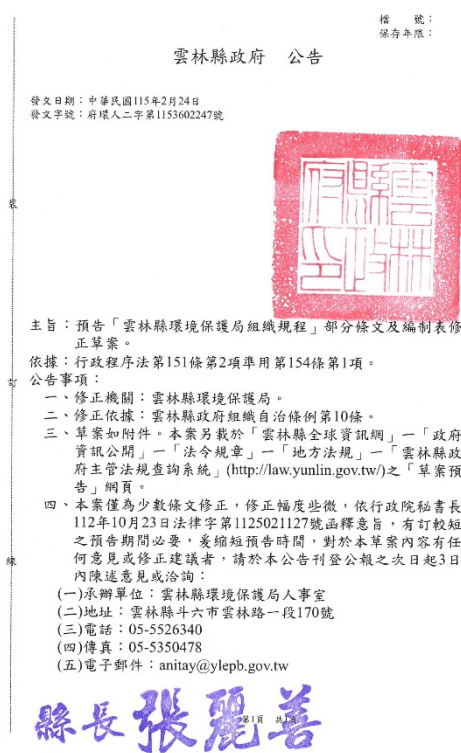 檔　　號：
保存年限：
雲林縣政府　公告
發文日期：中華民國115年2月24日
發文字號：府環人二字第1153602247號
雲林縣政府印
裝
主旨：預告「雲林縣環境保護局組織規程」部分條文及編制表修
正草案。
依據：行政程序法第151條第2項準用第154條第1項。
訂
公告事項：
一、修正機關：雲林縣環境保護局。
二、修正依據：雲林縣政府組織自治條例第10條。
三、草案如附件。本案另載於「雲林縣全球資訊網」—「政府
資訊公開」—「法令規章」—「地方法規」—「雲林縣政
府主管法規查詢系統」(http://law.yunlin.gov.tw/)之「草案預
告」網頁。
四、本案僅為少數條文修正，修正幅度些微，依行政院秘書長
112年10月23日法律字第1125021127號函釋意旨，有訂較短
之預告期間必要，爰縮短預告時間，對於本草案內容有任
線
何意見或修正建議者，請於本公告刊登公報之次日起3日
內陳述意見或洽詢：
(一)承辦單位：雲林縣環境保護局人事室
(二)地址：雲林縣斗六市雲林路一段170號
(三)電話：05-5526340
(四)傳真：05-5350478
(五)電子郵件：anitay@ylepb.gov.tw
縣長張麗善
第1頁　共1頁